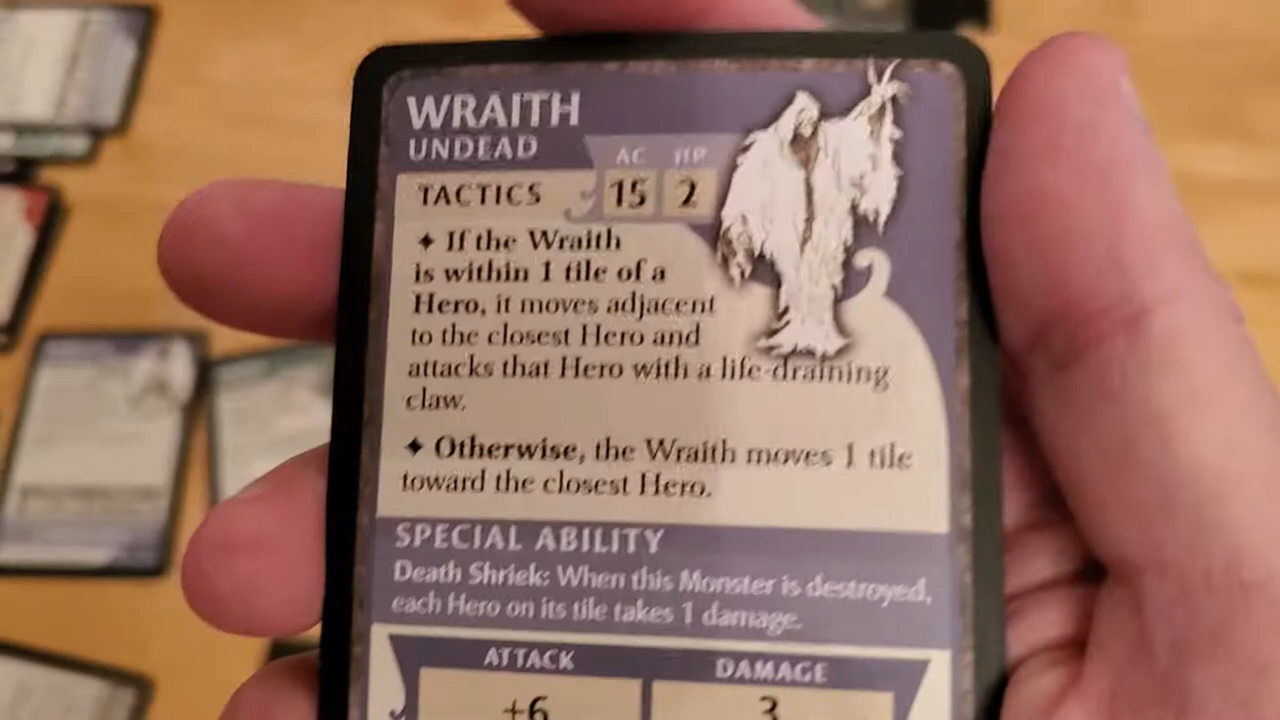 WRAITH
UNDEAD
AC HP
TACTICS 15 2
✦ If the Wraith
is within 1 tile of a
Hero, it moves adjacent
to the closest Hero and
attacks that Hero with a life-draining
claw.
✦ Otherwise, the Wraith moves 1 tile
toward the closest Hero.
SPECIAL ABILITY
Death Shriek: When this Monster is destroyed,
each Hero on its tile takes 1 damage.
ATTACK DAMAGE
+6 3